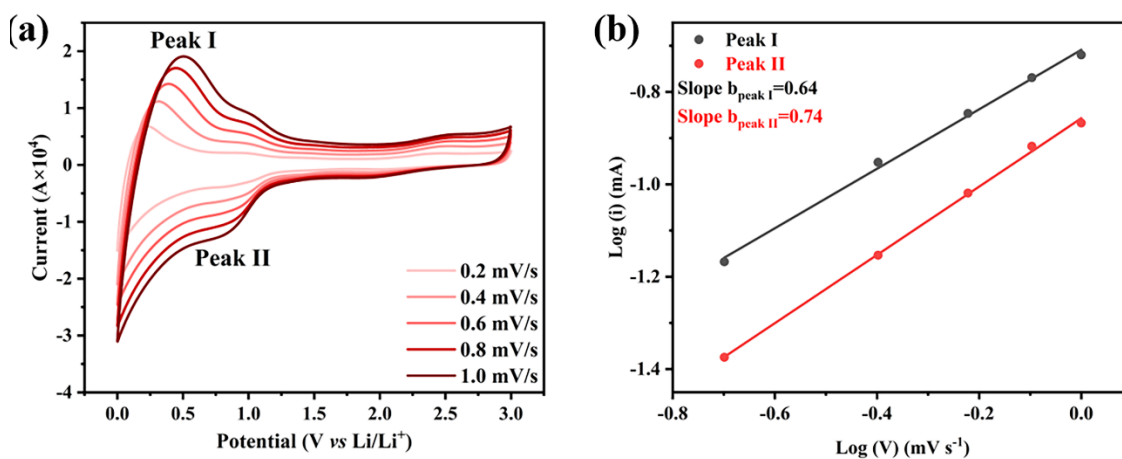 (a)
Peak I
Peak II
Current (A×10⁴)
2
1
0
-1
-2
-3
-4
0.2 mV/s
0.4 mV/s
0.6 mV/s
0.8 mV/s
1.0 mV/s
0.0
0.5
1.0
1.5
2.0
2.5
3.0
Potential (V vs Li/Li⁺)
(b)
Peak I
Peak II
Slope b_peak I=0.64
Slope b_peak II=0.74
Log (i) (mA)
-0.8
-1.0
-1.2
-1.4
-0.8
-0.6
-0.4
-0.2
0.0
Log (V) (mV s⁻¹)